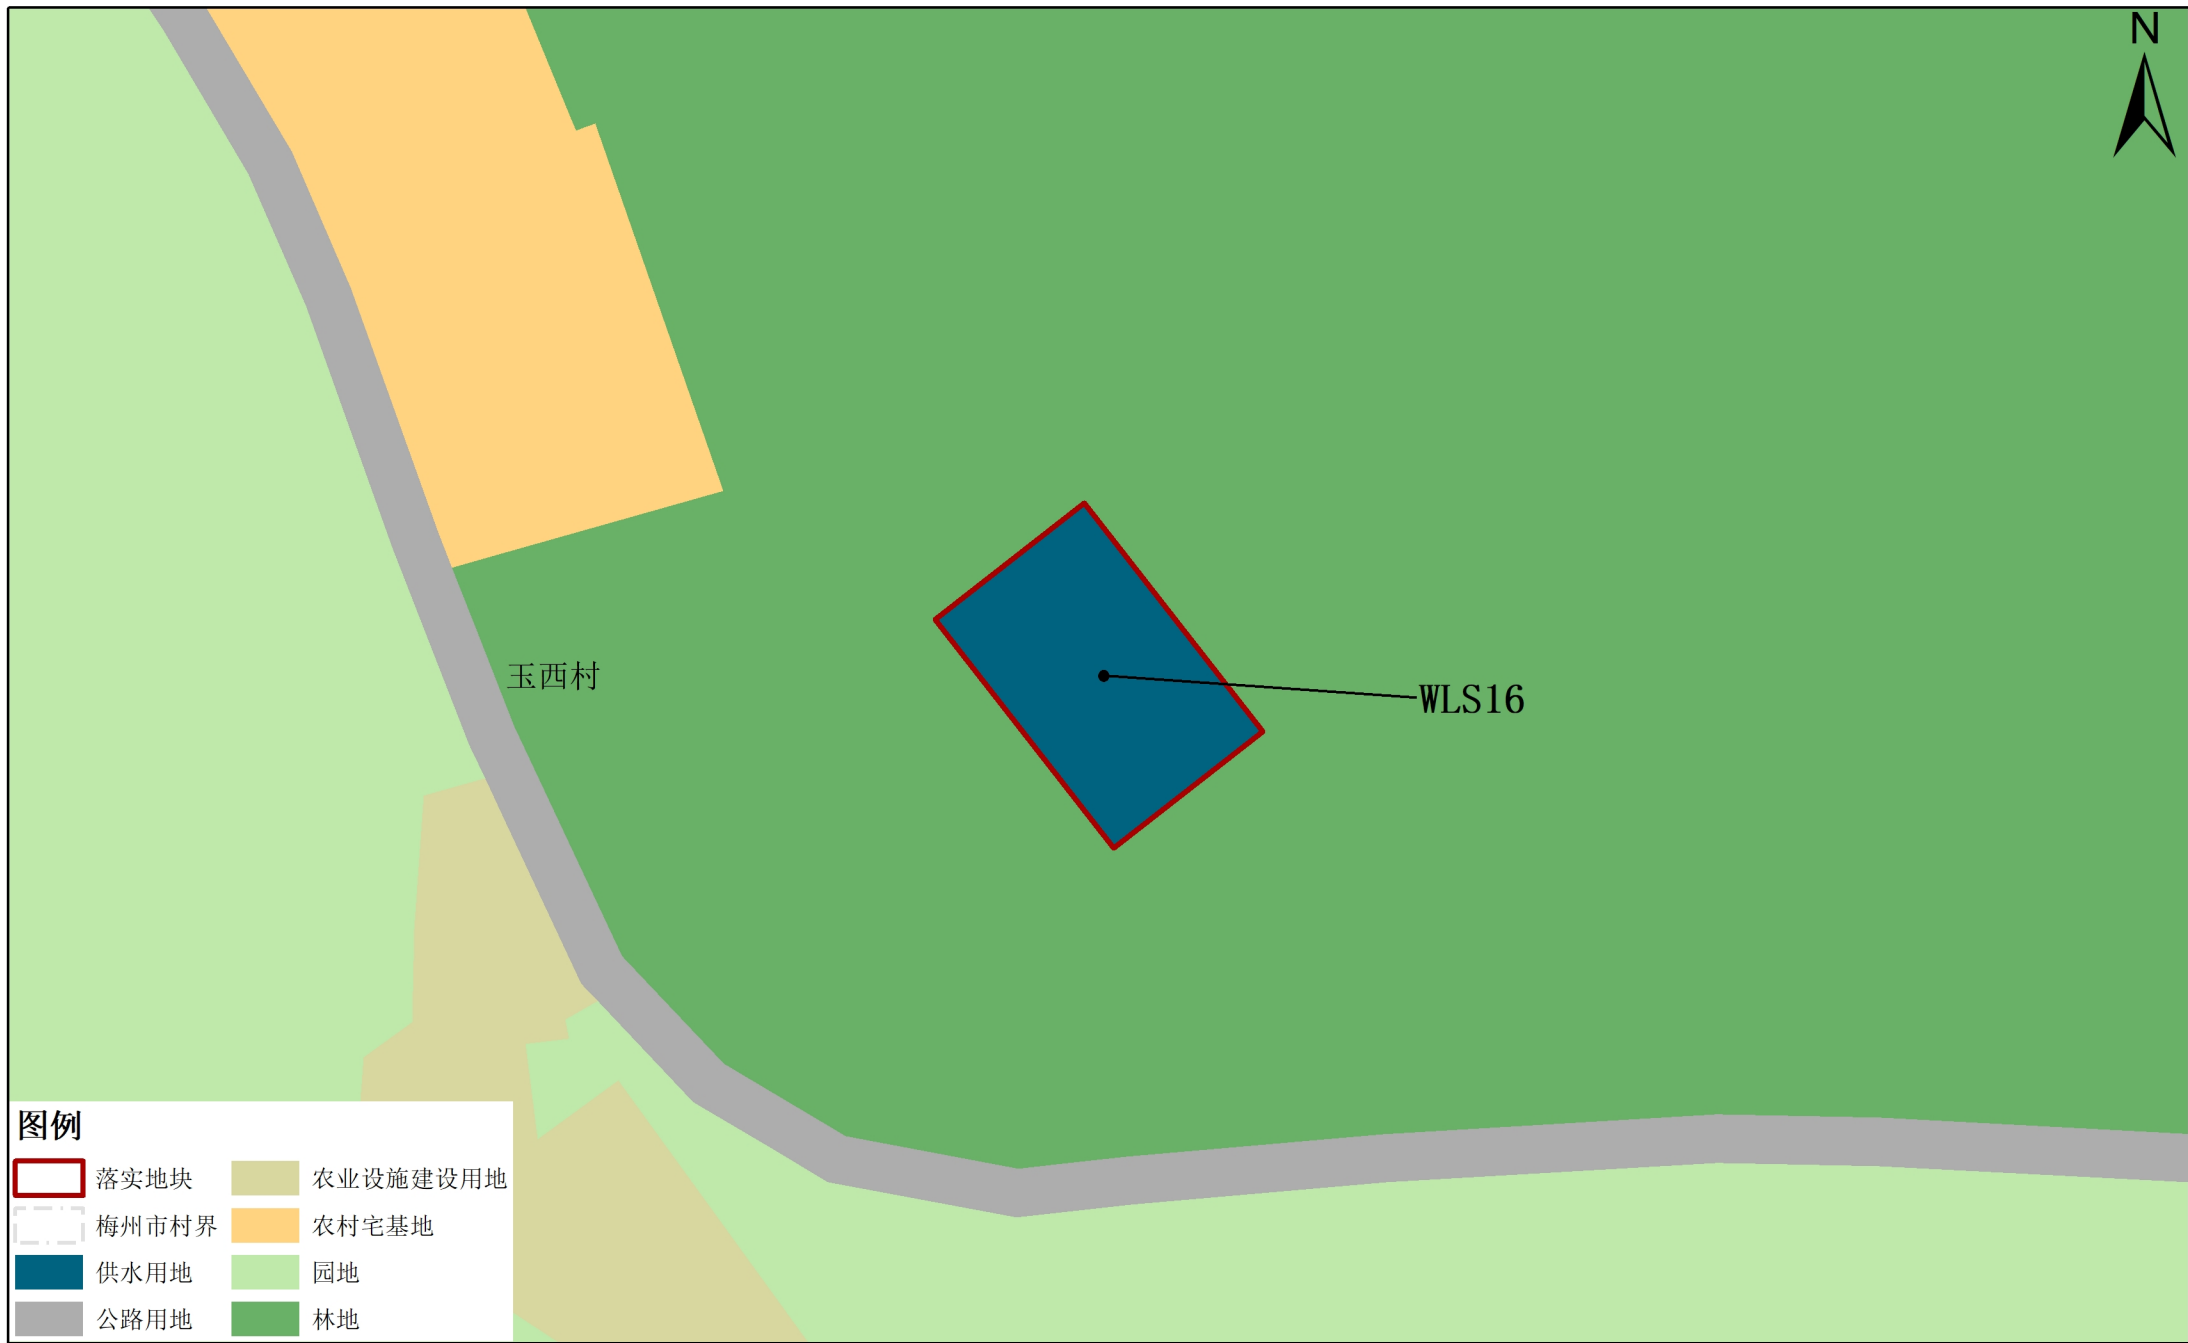 N
玉西村
WLS16
图例
落实地块
农业设施建设用地
梅州市村界
农村宅基地
供水用地
园地
公路用地
林地